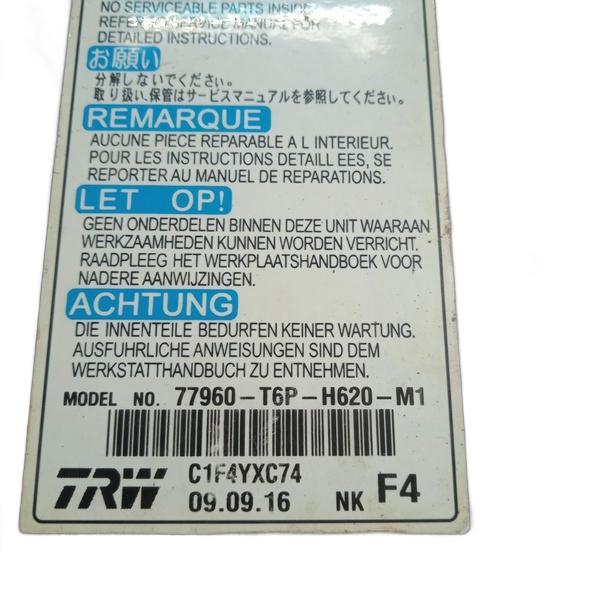 NO SERVICEABLE PARTS INSIDE
REFER TO SERVICE MANUAL FOR
DETAILED INSTRUCTIONS.
お願い
分解しないでください。
取り扱い、保管はサービスマニュアルを参照してください。
REMARQUE
AUCUNE PIECE REPARABLE A L INTERIEUR.
POUR LES INSTRUCTIONS DETAILL EES, SE
REPORTER AU MANUEL DE REPARATIONS.
LET OP!
GEEN ONDERDELEN BINNEN DEZE UNIT WAARAAN
WERKZAAMHEDEN KUNNEN WORDEN VERRICHT.
RAADPLEEG HET WERKPLAATSHANDBOEK VOOR
NADERE AANWIJZINGEN.
ACHTUNG
DIE INNENTEILE BEDURFEN KEINER WARTUNG.
AUSFUHRLICHE ANWEISUNGEN SIND DEM
WERKSTATTHANDBUCH ZU ENTNEHMEN.
MODEL NO. 77960-T6P-H620-M1
TRW C1F4YXC74
09.09.16 NK F4